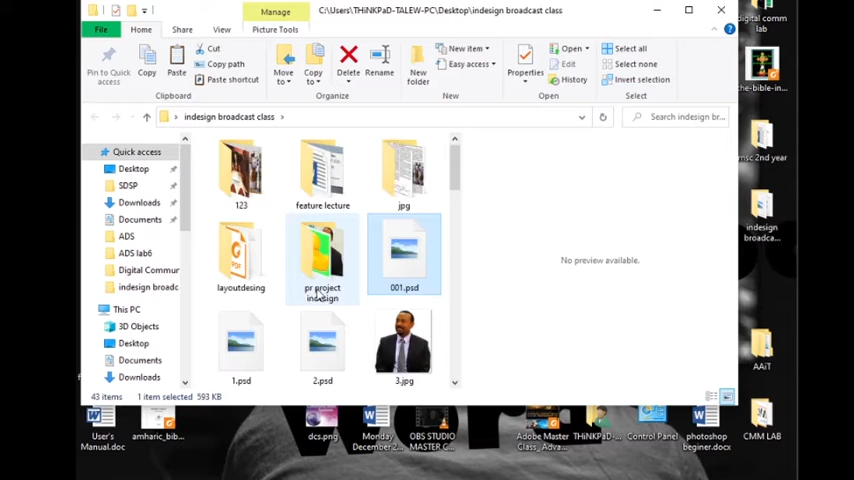 Manage
C:\Users\THiNKPaD-TALEW-PC\Desktop\indesign broadcast class
File
Home
Share
View
Picture Tools
Pin to Quick
access
Copy
Paste
Cut
Copy path
Paste shortcut
Clipboard
Move
to
Copy
to
Delete
Rename
Organize
New
folder
New item
Easy access
New
Properties
Open
Edit
History
Open
Select all
Select none
Invert selection
Select
indesign broadcast class
Search indesign br...
Quick access
Desktop
SDSP
Downloads
Documents
ADS
ADS lab6
Digital Commun
indesign broadc
This PC
3D Objects
Desktop
Documents
Downloads
123
feature lecture
jpg
PDF
layoutdesing
pr project
indesign
001.psd
1.psd
2.psd
3.jpg
No preview available.
43 items
1 item selected
593 KB
digital comm
lab
the-bible-in...
msc 2nd year
indesign
broadca...
AAiT
User's
Manual.doc
amharic_bib...
dcs.png
Monday
December 2...
OBS STUDIO
MASTER C...
Adobe Master
Class_Adva...
THiNKPaD-...
Control Panel
photoshop
beginer.docx
CMM LAB